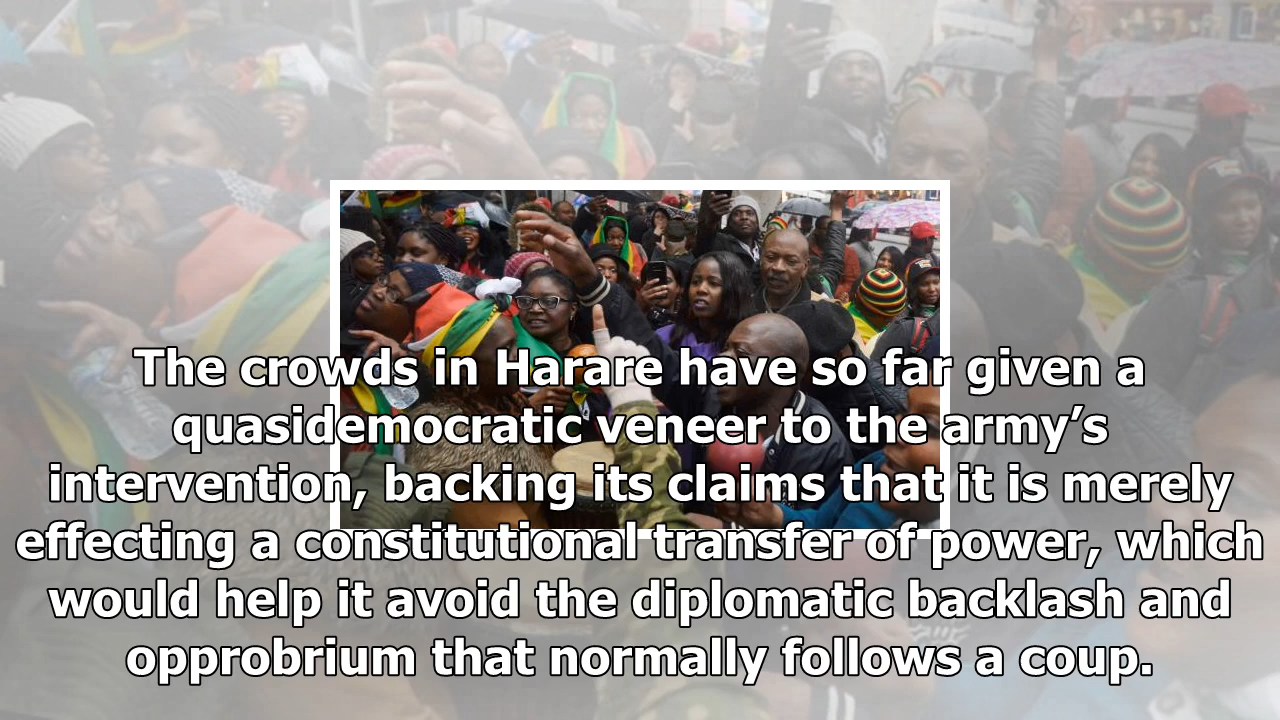 The crowds in Harare have so far given a
quasidemocratic veneer to the army’s
intervention, backing its claims that it is merely
effecting a constitutional transfer of power, which
would help it avoid the diplomatic backlash and
opprobrium that normally follows a coup.